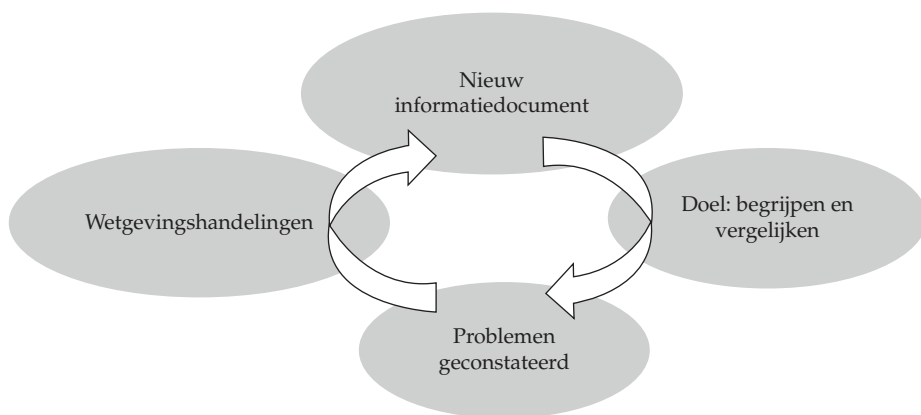 Nieuw
informatiedocument
Wetgevingshandelingen
Doel: begrijpen en
vergelijken
Problemen
geconstateerd